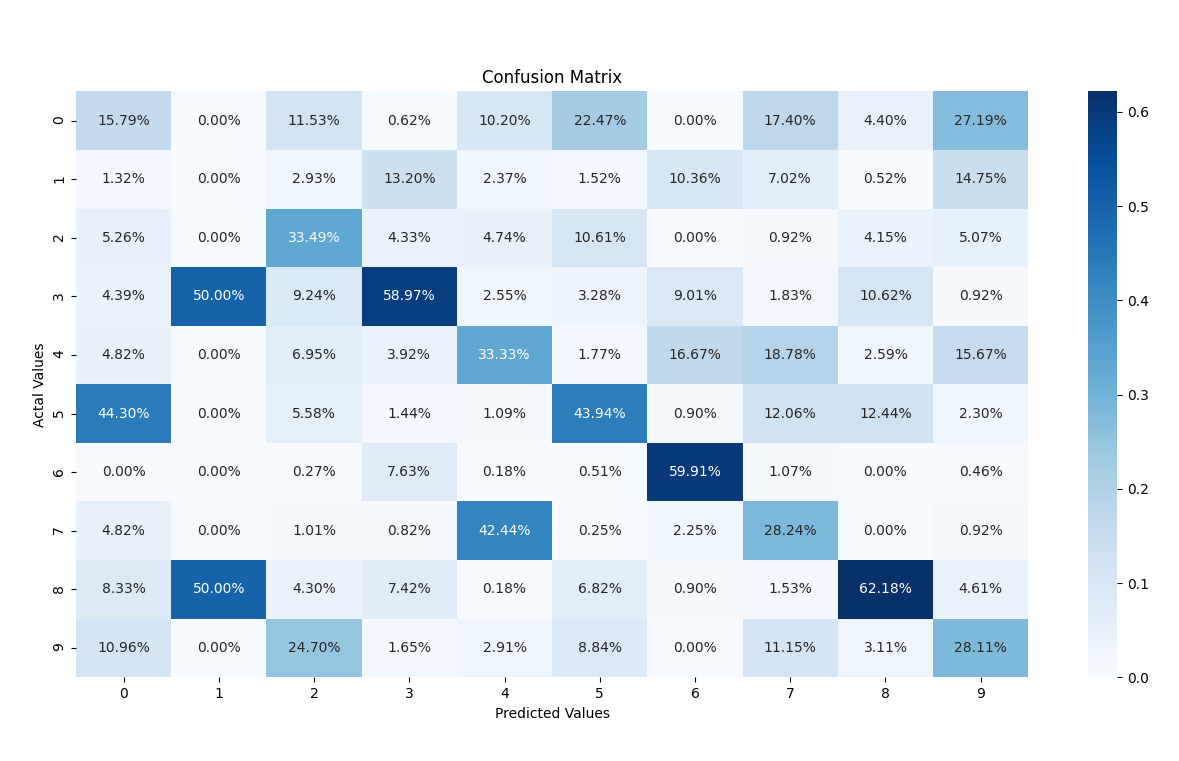 Confusion Matrix
0 15.79% 0.00% 11.53% 0.62% 10.20% 22.47% 0.00% 17.40% 4.40% 27.19%
1 1.32% 0.00% 2.93% 13.20% 2.37% 1.52% 10.36% 7.02% 0.52% 14.75%
2 5.26% 0.00% 33.49% 4.33% 4.74% 10.61% 0.00% 0.92% 4.15% 5.07%
3 4.39% 50.00% 9.24% 58.97% 2.55% 3.28% 9.01% 1.83% 10.62% 0.92%
4 4.82% 0.00% 6.95% 3.92% 33.33% 1.77% 16.67% 18.78% 2.59% 15.67%
5 44.30% 0.00% 5.58% 1.44% 1.09% 43.94% 0.90% 12.06% 12.44% 2.30%
6 0.00% 0.00% 0.27% 7.63% 0.18% 0.51% 59.91% 1.07% 0.00% 0.46%
7 4.82% 0.00% 1.01% 0.82% 42.44% 0.25% 2.25% 28.24% 0.00% 0.92%
8 8.33% 50.00% 4.30% 7.42% 0.18% 6.82% 0.90% 1.53% 62.18% 4.61%
9 10.96% 0.00% 24.70% 1.65% 2.91% 8.84% 0.00% 11.15% 3.11% 28.11%
0 1 2 3 4 5 6 7 8 9
Predicted Values
Actal Values
0.6
0.5
0.4
0.3
0.2
0.1
0.0